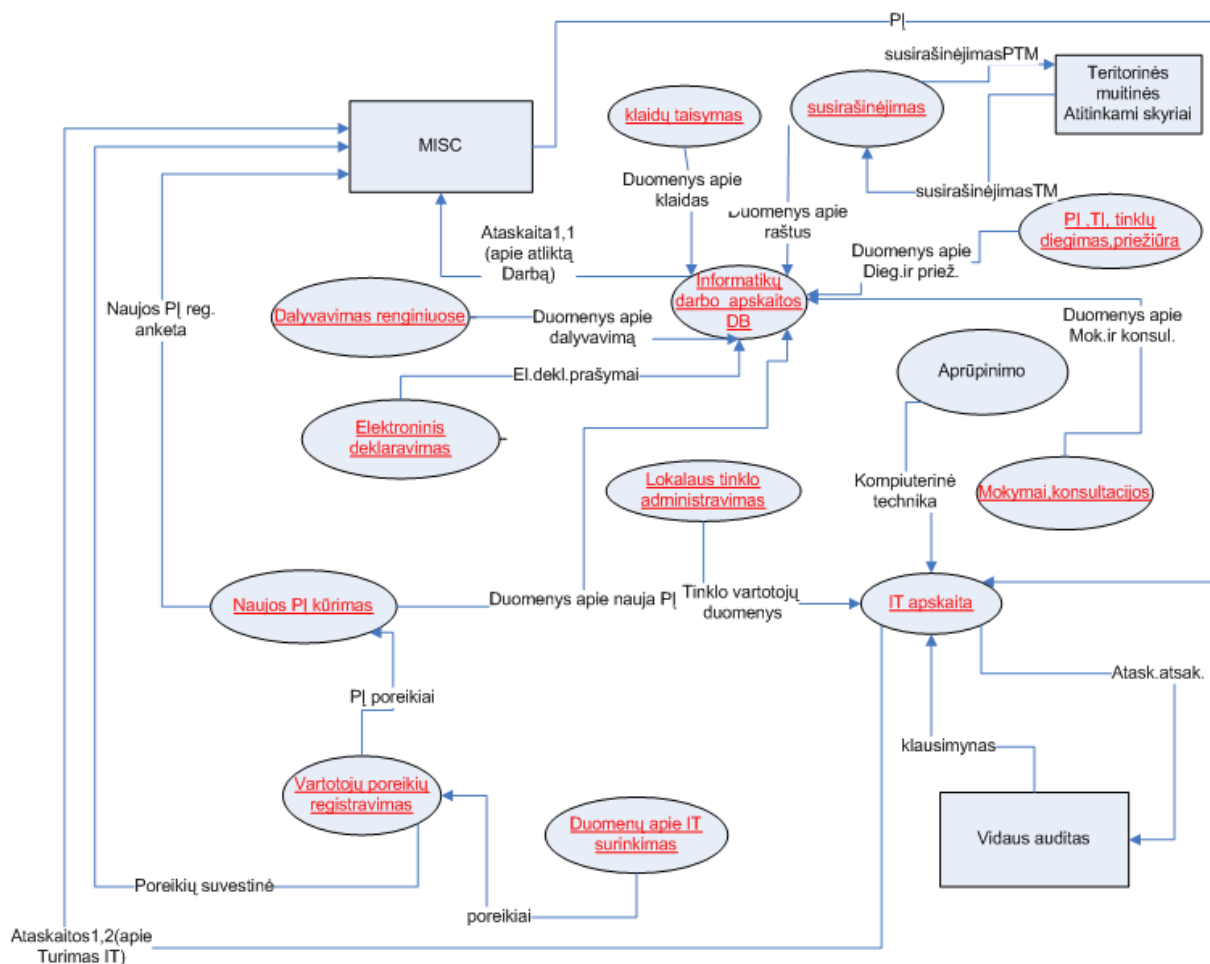 PĮ
susirašinėjimasPTM
Teritorinės
muitinės
Atitinkami skyriai
susirašinėjimas
klaidų taisymas
MISC
Duomenys apie
klaidas
susirašinėjimasTM
Duomenys apie
raštus
PĮ ,TĮ, tinklų
diegimas,priežiūra
Ataskaita1,1
(apie atliktą
Darbą)
Duomenys apie
Dieg.ir priež.
Informatikų
darbo apskaitos
DB
Naujos PĮ reg.
anketa
Dalyvavimas renginiuose
Duomenys apie
dalyvavimą
Duomenys apie
Mok.ir konsul.
El.dekl.prašymai
Aprūpinimo
Elektroninis
deklaravimas
Lokalaus tinklo
administravimas
Kompiuterinė
technika
Mokymai,konsultacijos
Naujos PĮ kūrimas
Duomenys apie nauja PĮ
Tinklo vartotojų
duomenys
IT apskaita
Atask.atsak.
PĮ poreikiai
klausimynas
Vartotojų poreikių
registravimas
Duomenų apie IT
surinkimas
Vidaus auditas
Poreikių suvestinė
poreikiai
Ataskaitos1,2(apie
Turimas IT)